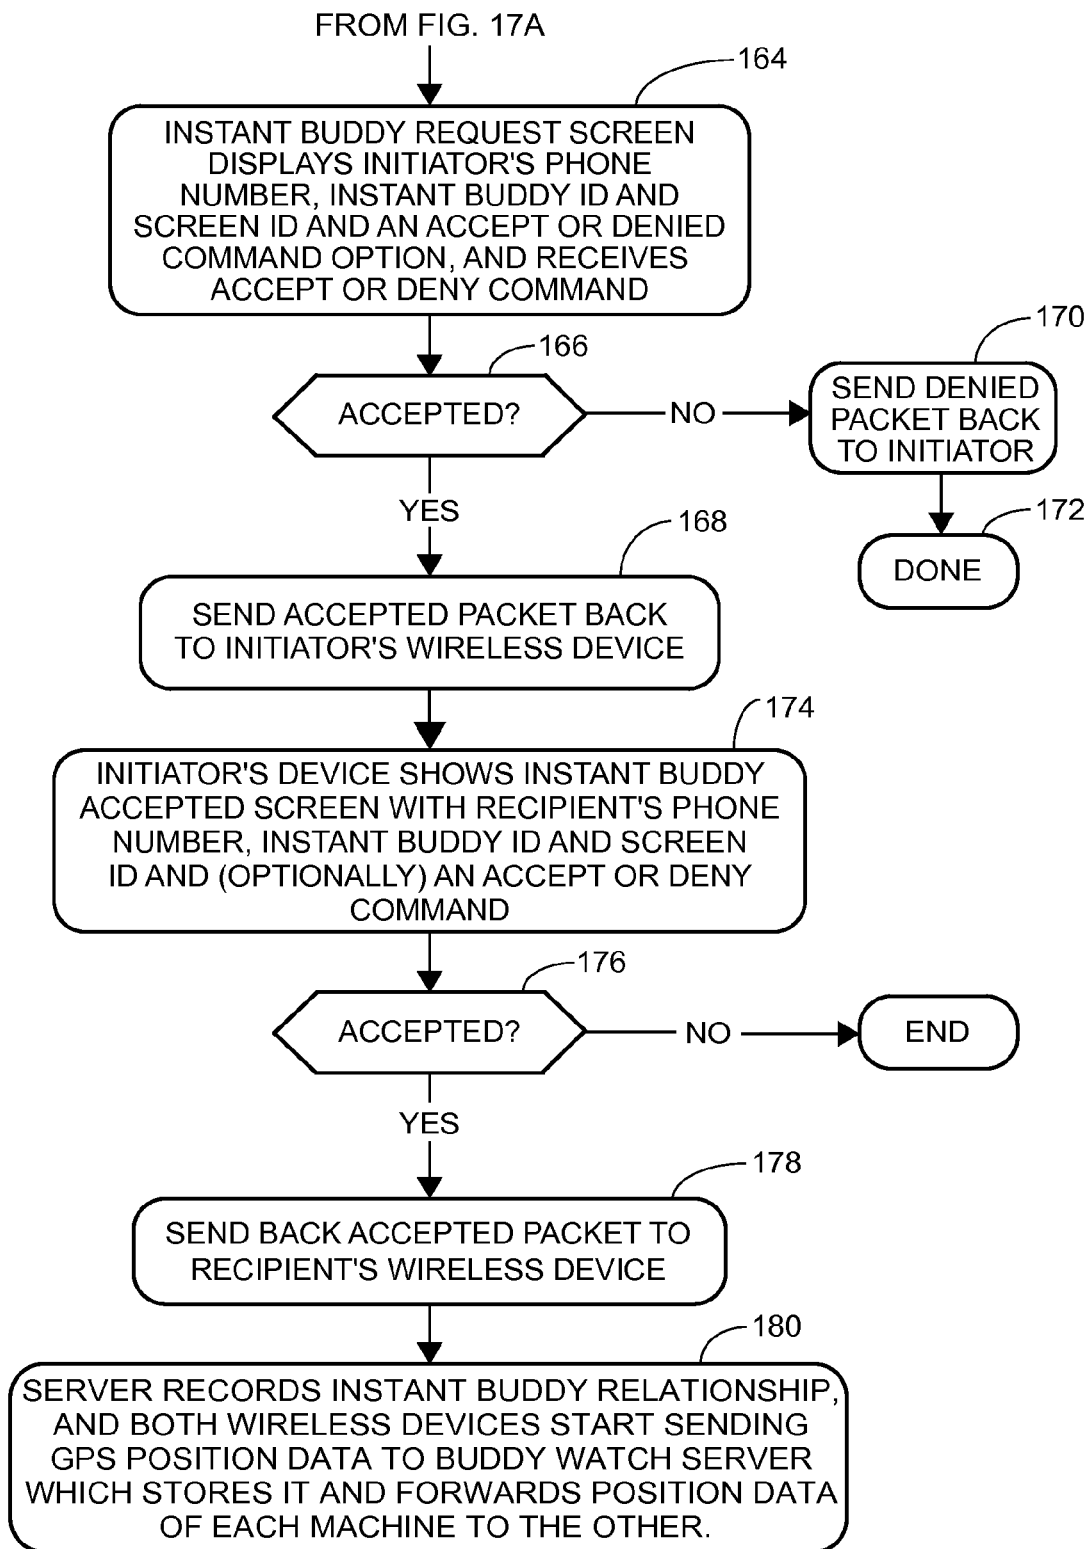 FROM FIG. 17A
164
INSTANT BUDDY REQUEST SCREEN
DISPLAYS INITIATOR'S PHONE
NUMBER, INSTANT BUDDY ID AND
SCREEN ID AND AN ACCEPT OR DENIED
COMMAND OPTION, AND RECEIVES
ACCEPT OR DENY COMMAND
166
ACCEPTED?
NO
170
SEND DENIED
PACKET BACK
TO INITIATOR
172
DONE
YES
168
SEND ACCEPTED PACKET BACK
TO INITIATOR'S WIRELESS DEVICE
174
INITIATOR'S DEVICE SHOWS INSTANT BUDDY
ACCEPTED SCREEN WITH RECIPIENT'S PHONE
NUMBER, INSTANT BUDDY ID AND SCREEN
ID AND (OPTIONALLY) AN ACCEPT OR DENY
COMMAND
176
ACCEPTED?
NO
END
YES
178
SEND BACK ACCEPTED PACKET TO
RECIPIENT'S WIRELESS DEVICE
180
SERVER RECORDS INSTANT BUDDY RELATIONSHIP,
AND BOTH WIRELESS DEVICES START SENDING
GPS POSITION DATA TO BUDDY WATCH SERVER
WHICH STORES IT AND FORWARDS POSITION DATA
OF EACH MACHINE TO THE OTHER.